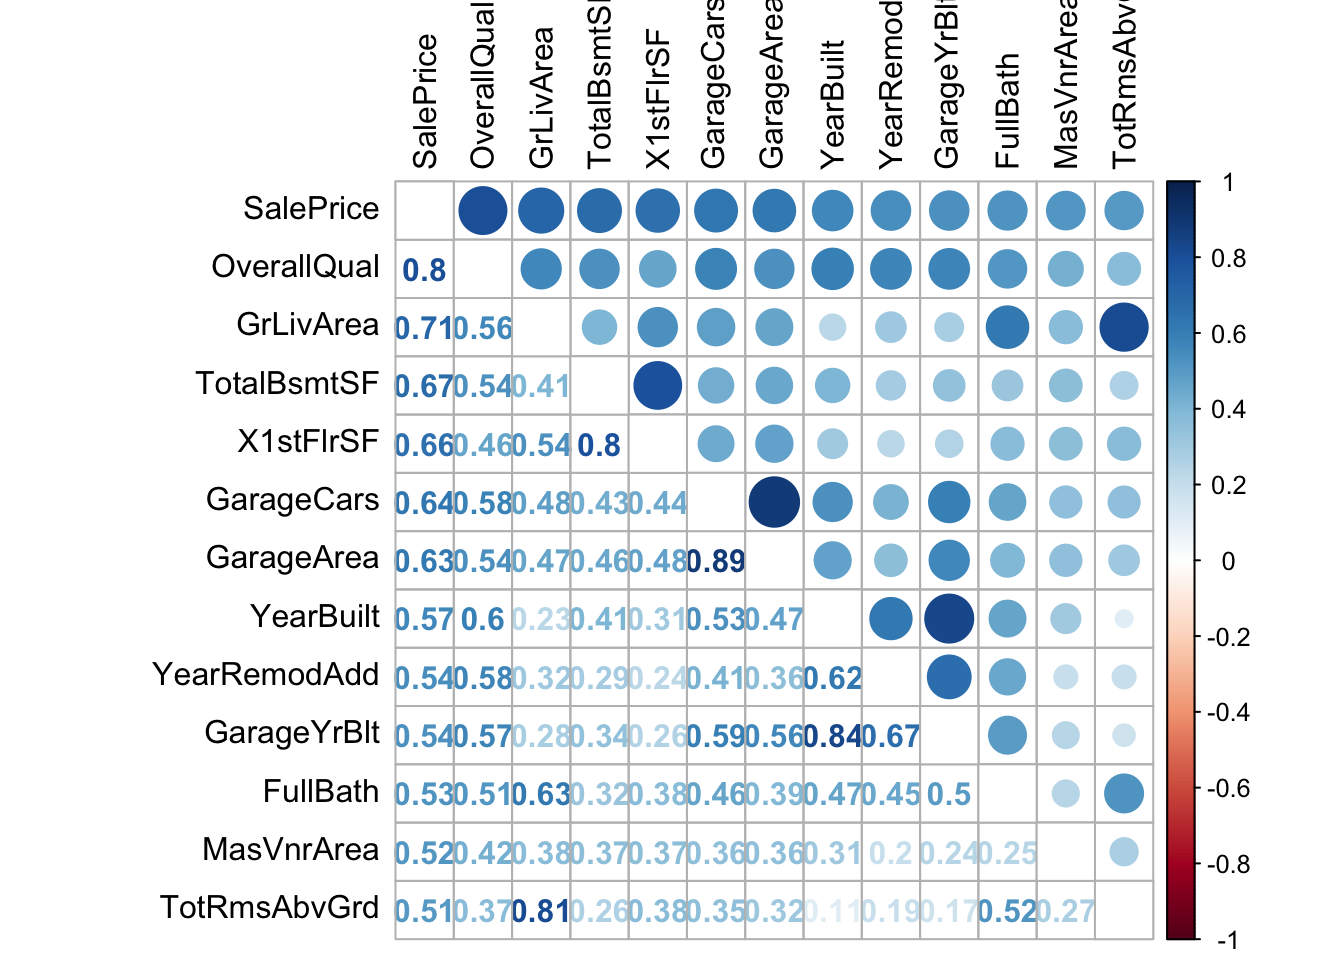 SalePrice OverallQual GrLivArea TotalBsmtSF X1stFlrSF GarageCars GarageArea YearBuilt YearRemod GarageYrBlt FullBath MasVnrArea TotRmsAbv
SalePrice 1
OverallQual 0.8 0.8
GrLivArea 0.71 0.56 0.6
TotalBsmtSF 0.67 0.54 0.41 0.4
X1stFlrSF 0.66 0.46 0.54 0.8
GarageCars 0.64 0.58 0.48 0.43 0.44 0.2
GarageArea 0.63 0.54 0.47 0.46 0.48 0.89 0
YearBuilt 0.57 0.6 0.23 0.41 0.31 0.53 0.47 -0.2
YearRemodAdd 0.54 0.58 0.32 0.29 0.24 0.41 0.36 0.62
GarageYrBlt 0.54 0.57 0.28 0.34 0.26 0.59 0.56 0.84 0.67 -0.4
FullBath 0.53 0.51 0.63 0.32 0.38 0.46 0.39 0.47 0.45 0.5 -0.6
MasVnrArea 0.52 0.42 0.38 0.37 0.37 0.36 0.36 0.31 0.2 0.24 0.25 -0.8
TotRmsAbvGrd 0.51 0.37 0.81 0.26 0.38 0.35 0.32 0.11 0.19 0.17 0.52 0.27
-1